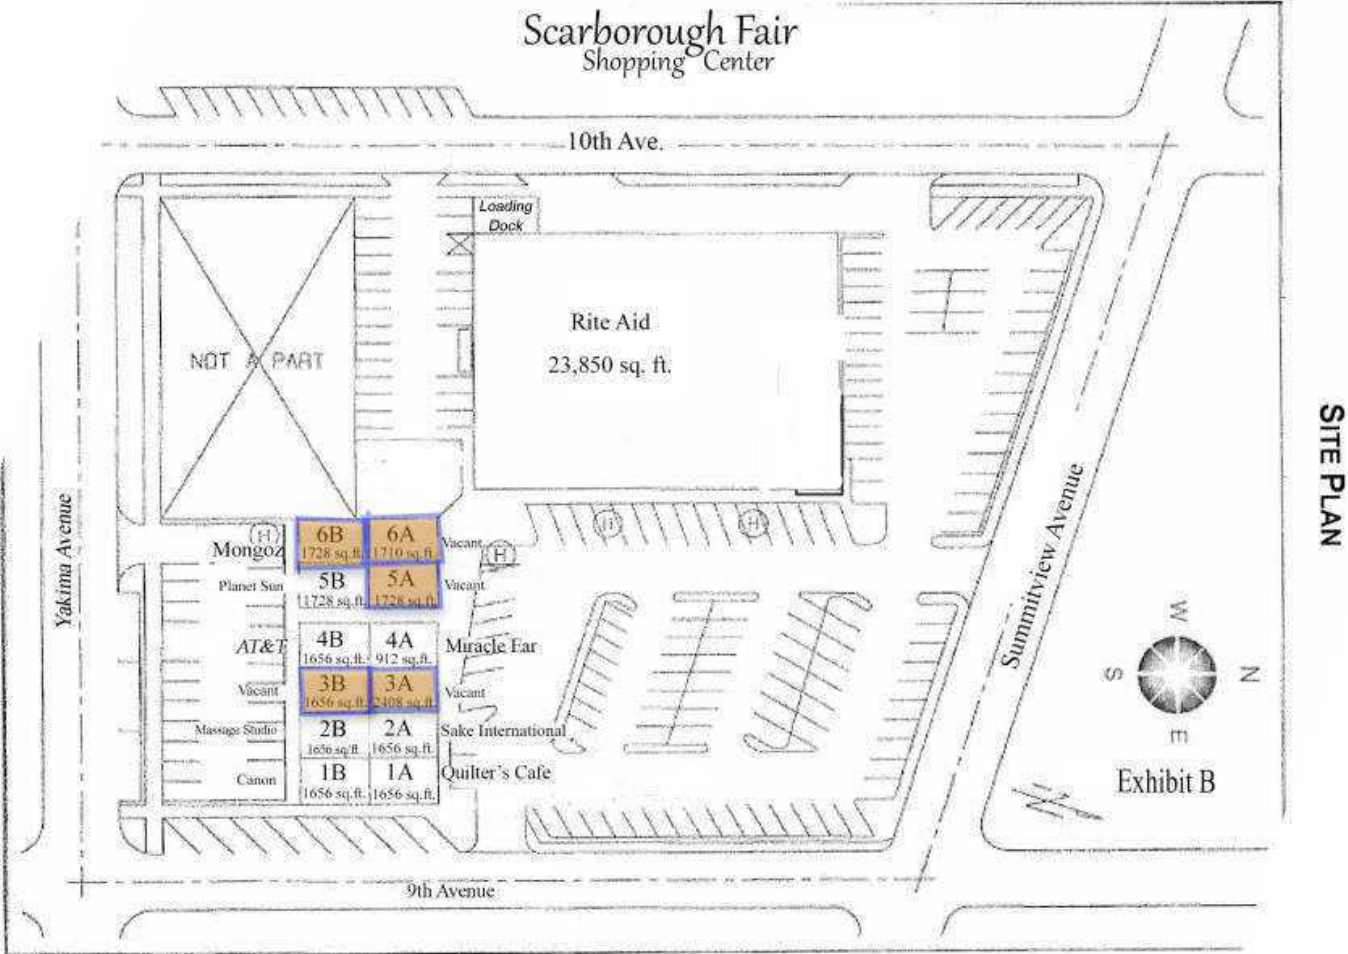 Scarborough Fair
Shopping Center
10th Ave.
Loading
Dock
Rite Aid
23,850 sq. ft.
NOT A PART
SITE PLAN
Yakima Avenue
Summitview Avenue
H
Mongoz
6B
1728 sq.ft.
6A
1710 sq.ft.
Vacant
H
H
Planet Sun
5B
1728 sq.ft.
5A
1728 sq.ft.
Vacant
AT&T
4B
1656 sq.ft.
4A
912 sq.ft.
Miracle Ear
Vacant
3B
1656 sq.ft.
3A
2408 sq.ft.
Vacant
Massage Studio
2B
1656 sq.ft
2A
1656 sq.ft.
Sake International
Canon
1B
1656 sq.ft.
1A
1656 sq.ft.
Quilter's Cafe
W
S
N
E
Exhibit B
N
9th Avenue